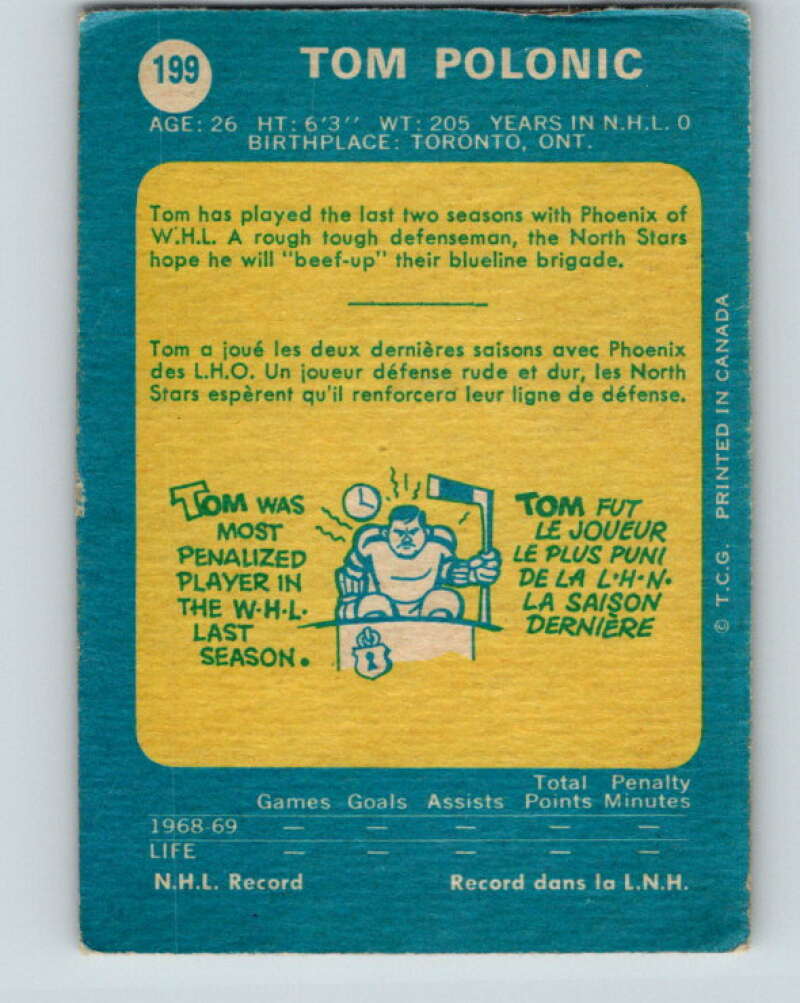 199
TOM POLONIC
AGE: 26 HT: 6'3" WT: 205 YEARS IN N.H.L. 0
BIRTHPLACE: TORONTO, ONT.
Tom has played the last two seasons with Phoenix of
W.H.L. A rough tough defenseman, the North Stars
hope he will "beef-up" their blueline brigade.
Tom a joué les deux dernières saisons avec Phoenix
des L.H.O. Un joueur défense rude et dur, les North
Stars espèrent qu'il renforcera leur ligne de défense.
TOM WAS
MOST
PENALIZED
PLAYER IN
THE W.H.L.
LAST
SEASON.
TOM FUT
LE JOUEUR
LE PLUS PUNI
DE LA L.H.N.
LA SAISON
DERNIÈRE
© T.C.G. PRINTED IN CANADA
Total Penalty
Games Goals Assists Points Minutes
1968-69 — — — — —
LIFE — — — — —
N.H.L. Record Record dans la L.N.H.